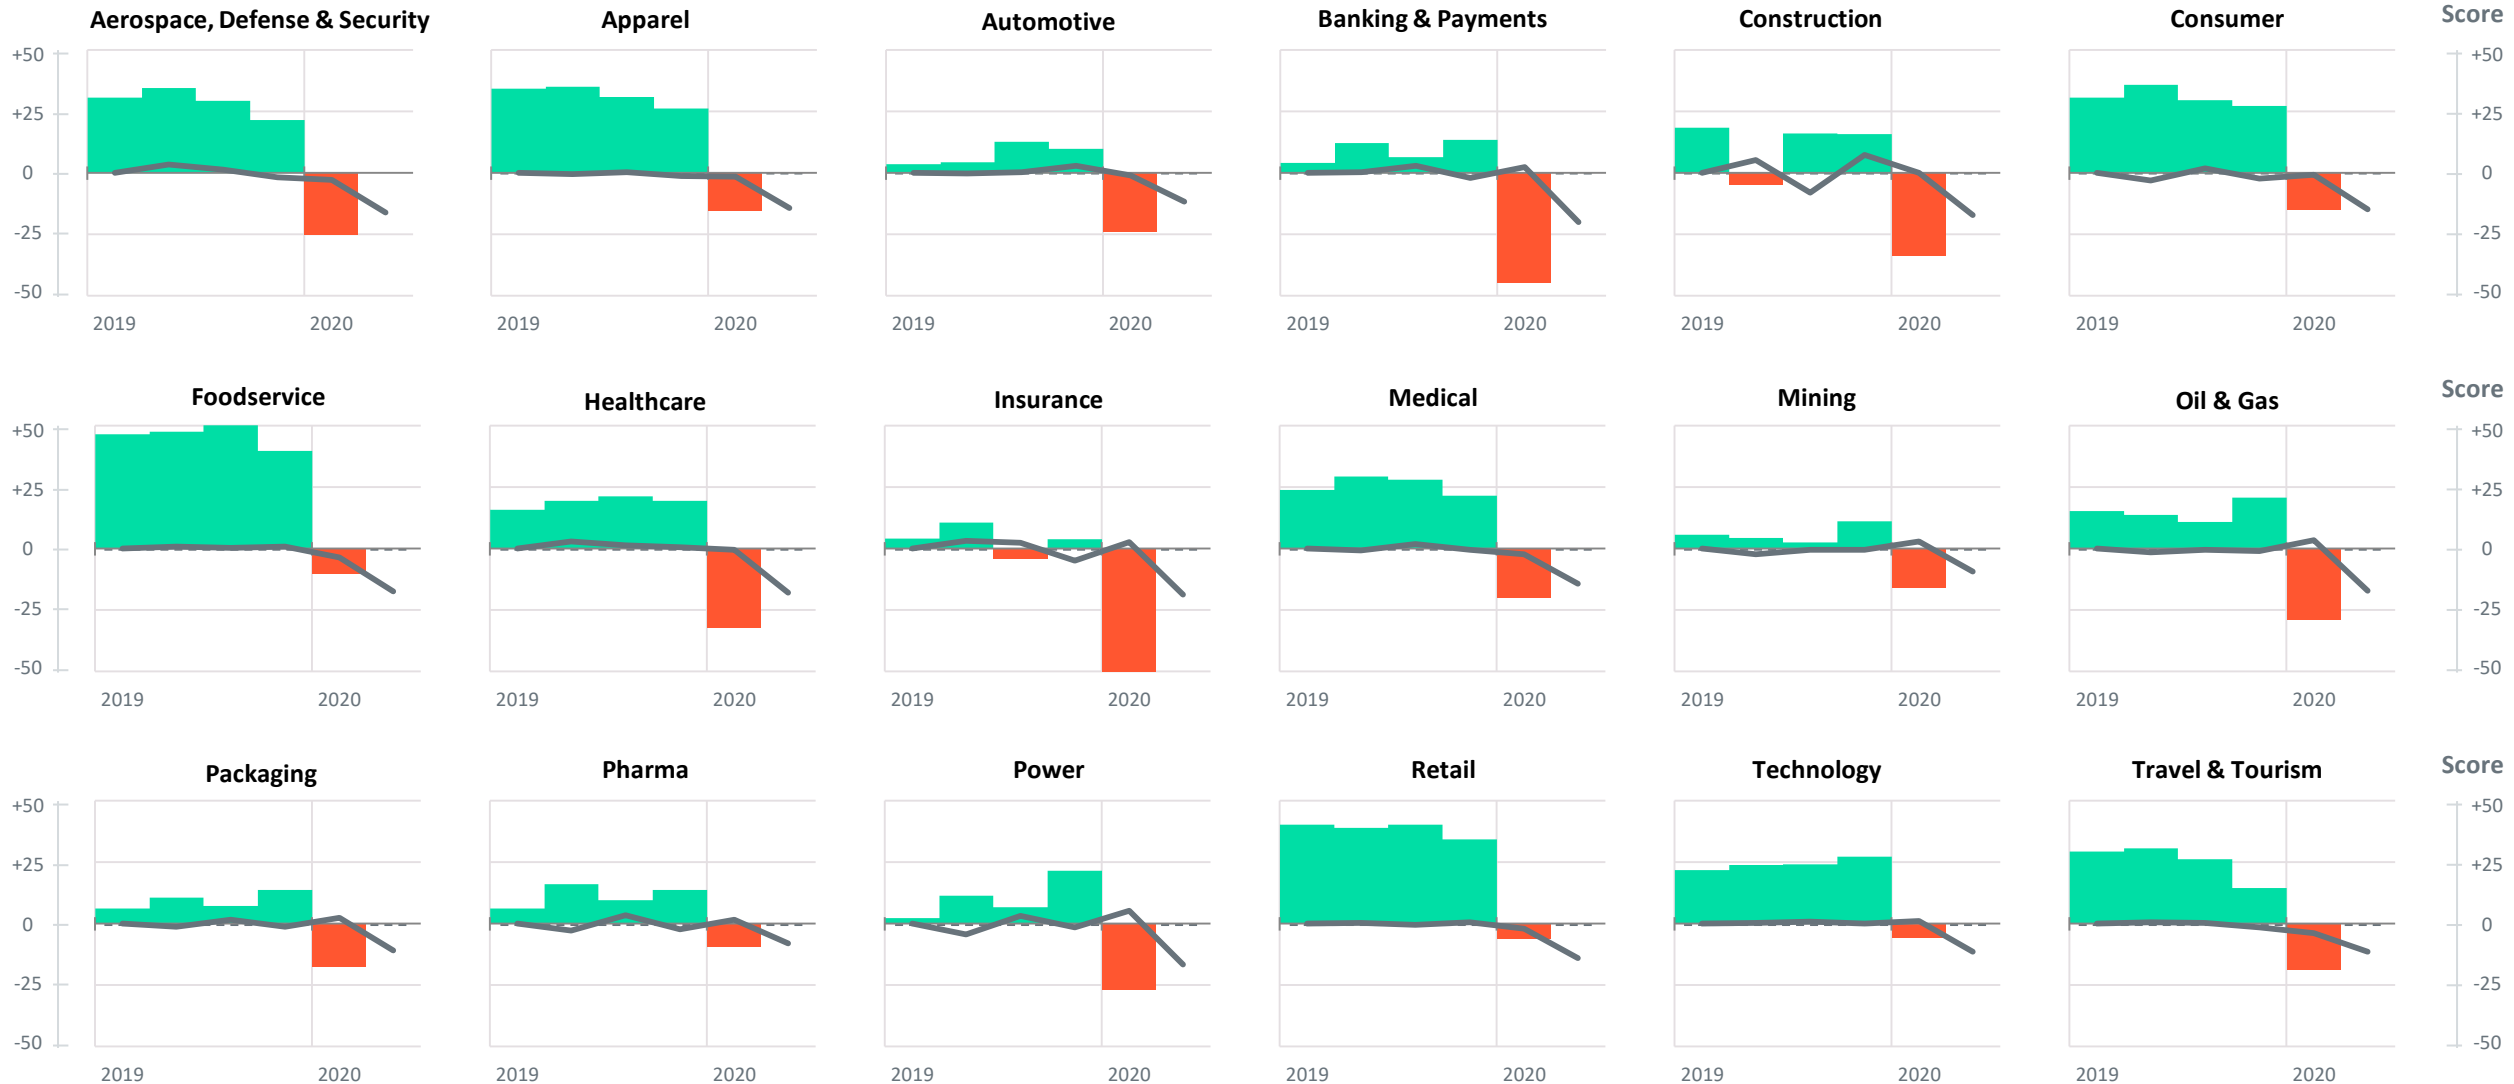 Aerospace, Defense & Security Apparel Automotive Banking & Payments Construction Consumer Score
+50 +50
+25 +25
0 0
-25 -25
-50 -50
2019 2020 2019 2020 2019 2020 2019 2020 2019 2020 2019 2020
Foodservice Healthcare Insurance Medical Mining Oil & Gas Score
+50 +50
+25 +25
0 0
-25 -25
-50 -50
2019 2020 2019 2020 2019 2020 2019 2020 2019 2020 2019 2020
Packaging Pharma Power Retail Technology Travel & Tourism Score
+50 +50
+25 +25
0 0
-25 -25
-50 -50
2019 2020 2019 2020 2019 2020 2019 2020 2019 2020 2019 2020